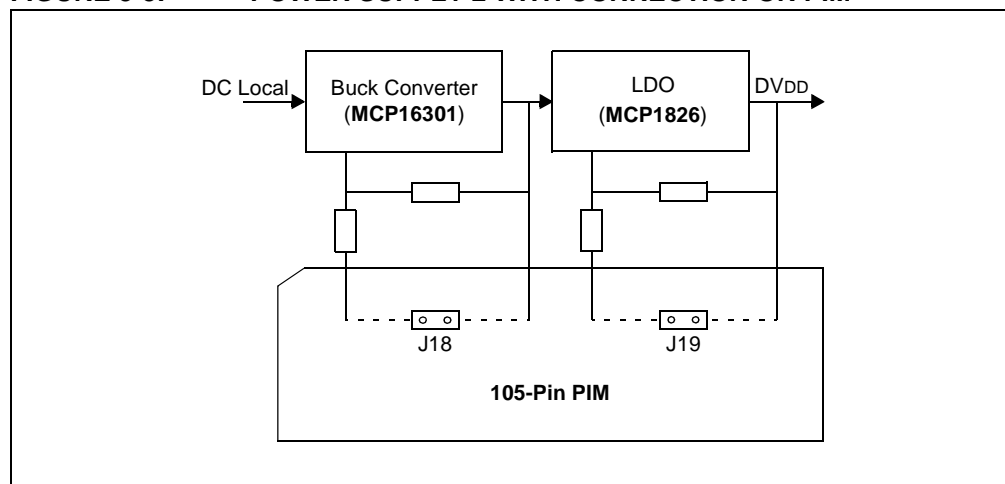 DC Local
Buck Converter
(MCP16301)
LDO
(MCP1826)
DVDD
J18
J19
105-Pin PIM